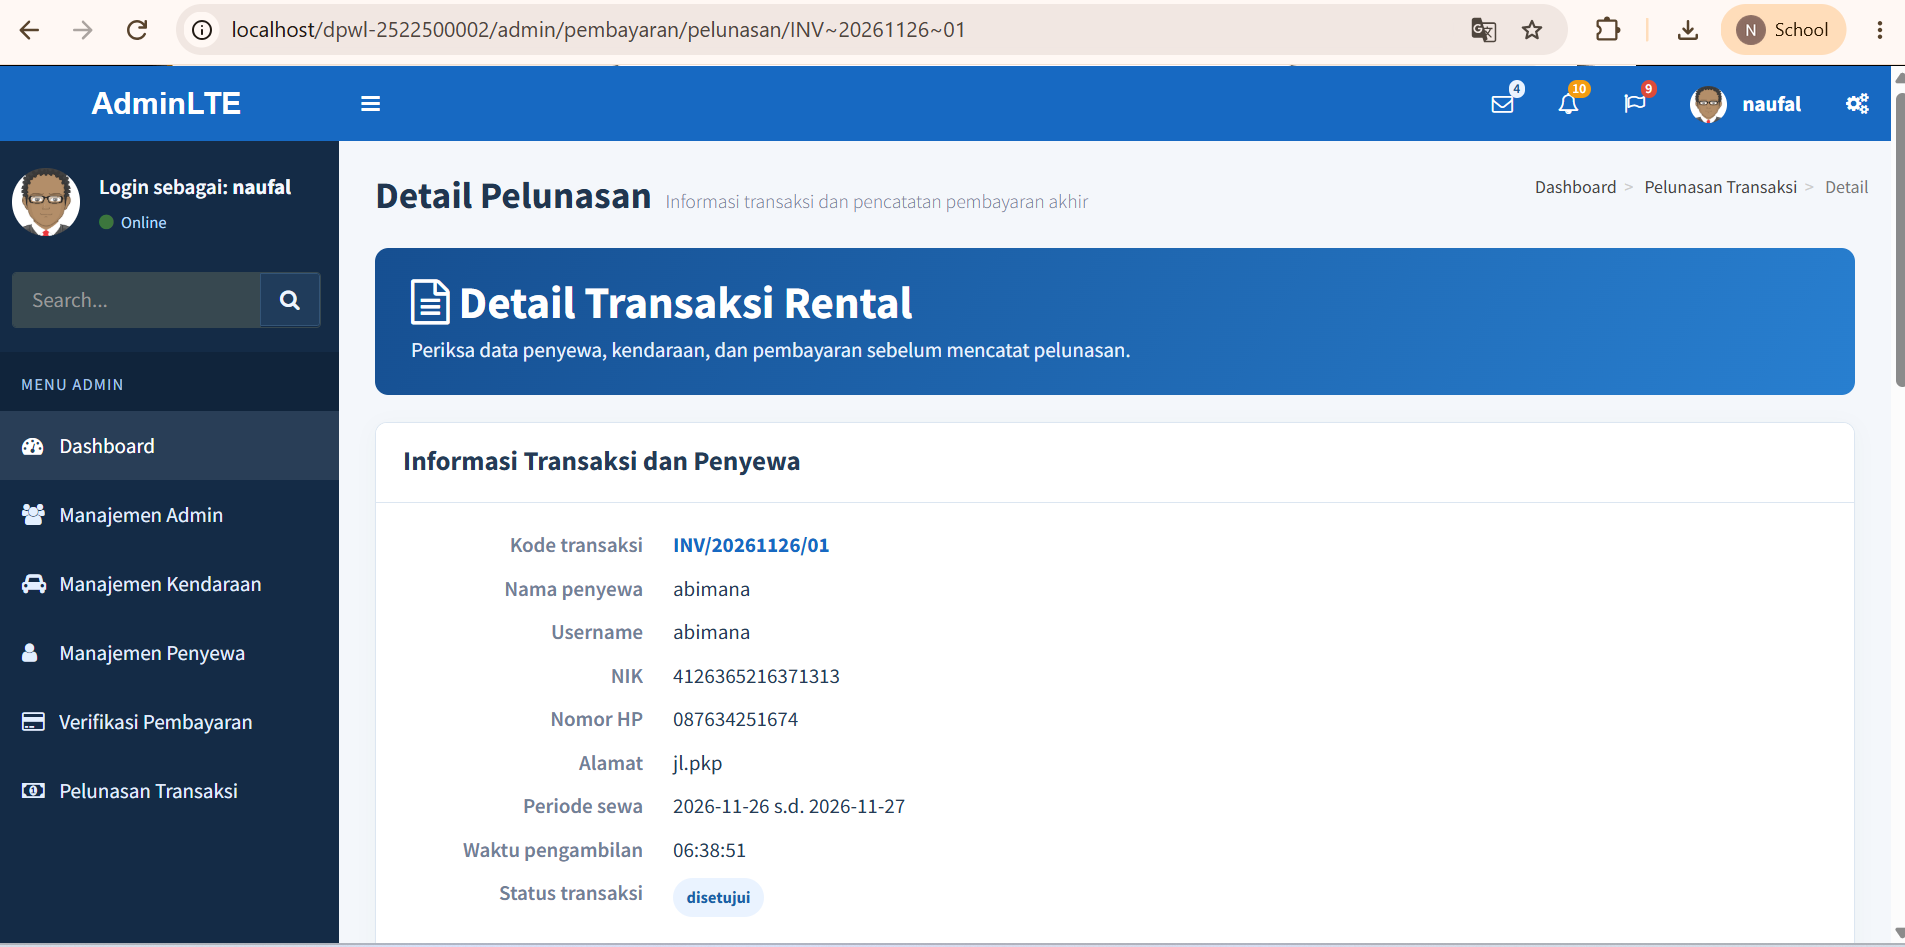 localhost/dpwl-2522500002/admin/pembayaran/pelunasan/INV~20261126~01
N School
AdminLTE
4
10
9
naufal
Login sebagai: naufal
Online
Search...
MENU ADMIN
Dashboard
Manajemen Admin
Manajemen Kendaraan
Manajemen Penyewa
Verifikasi Pembayaran
Pelunasan Transaksi
Detail Pelunasan Informasi transaksi dan pencatatan pembayaran akhir
Dashboard > Pelunasan Transaksi > Detail
Detail Transaksi Rental
Periksa data penyewa, kendaraan, dan pembayaran sebelum mencatat pelunasan.
Informasi Transaksi dan Penyewa
Kode transaksi INV/20261126/01
Nama penyewa abimana
Username abimana
NIK 4126365216371313
Nomor HP 087634251674
Alamat jl.pkp
Periode sewa 2026-11-26 s.d. 2026-11-27
Waktu pengambilan 06:38:51
Status transaksi disetujui